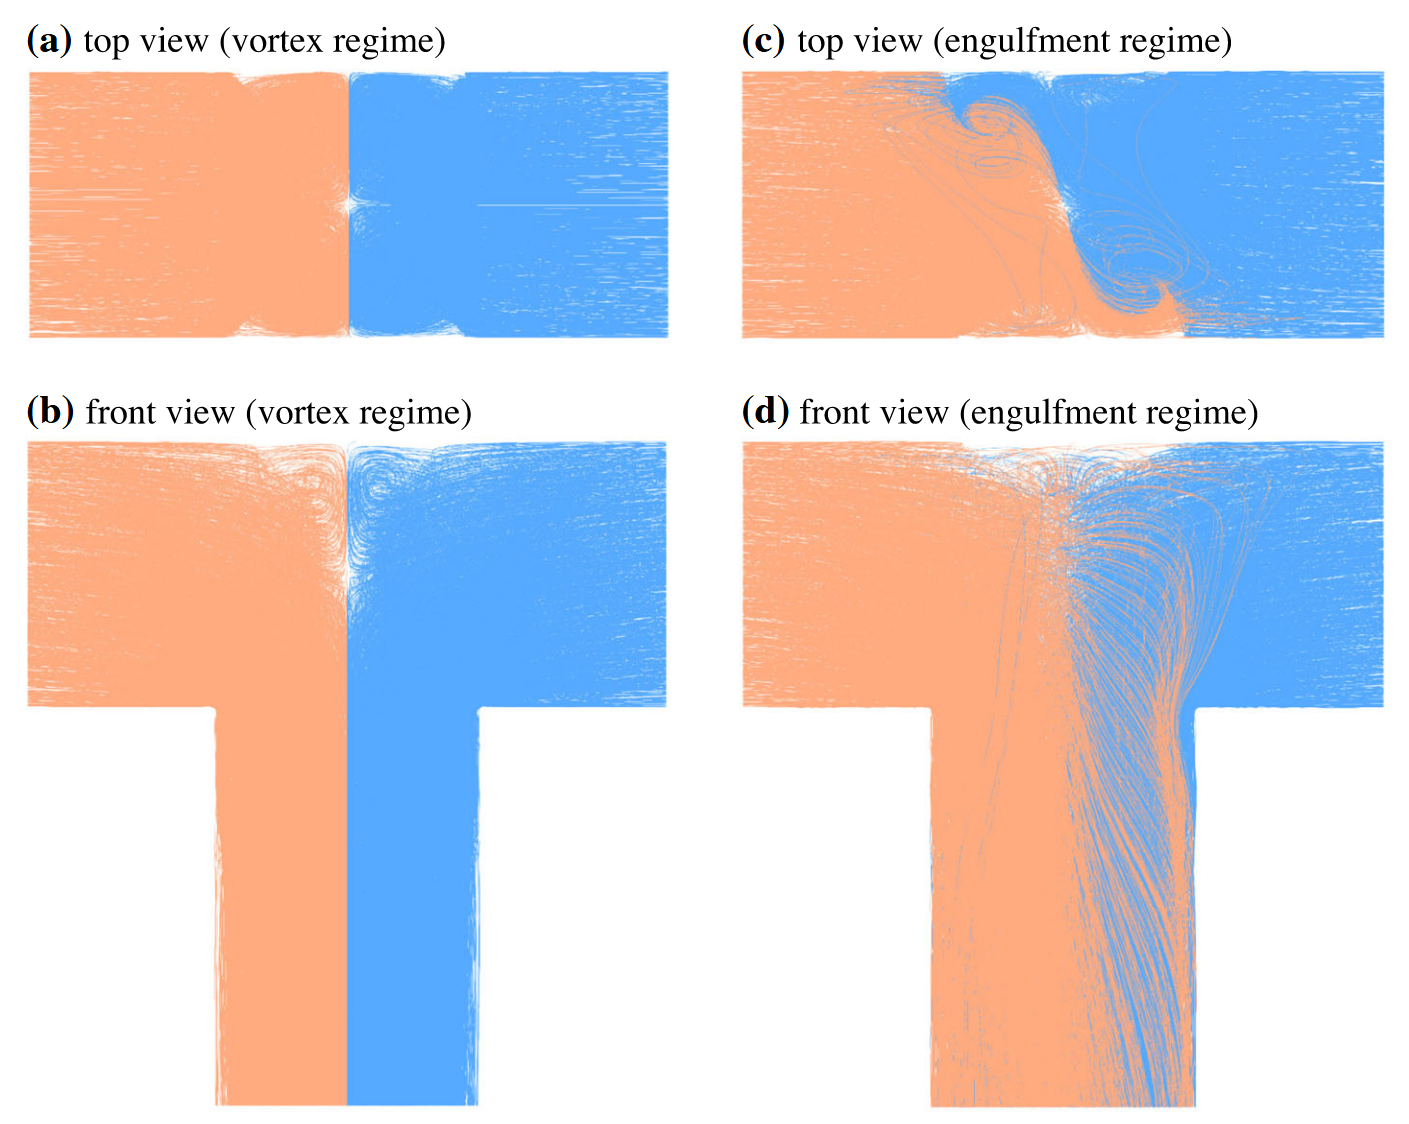 (a) top view (vortex regime)
(c) top view (engulfment regime)
(b) front view (vortex regime)
(d) front view (engulfment regime)